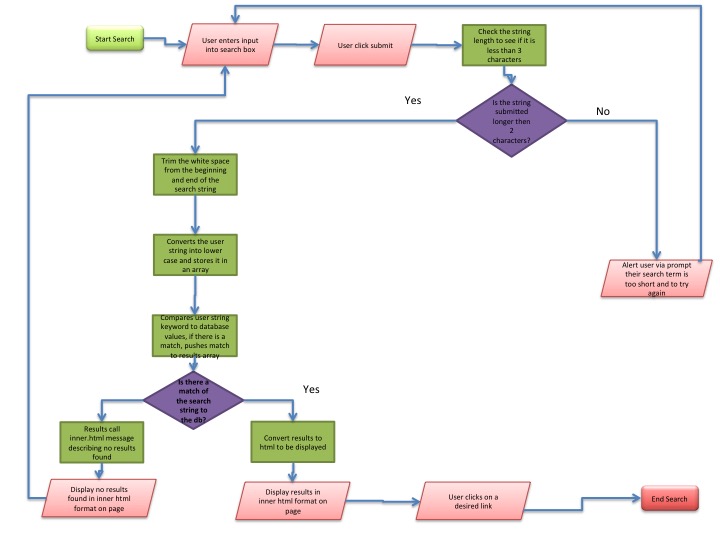 Start Search
User enters input
into search box
User click submit
Check the string
length to see if it is
less than 3
characters
Is the string
submitted
longer then
2
characters?
Yes
No
Trim the white space
from the beginning
and end of the
search string
Converts the user
string into lower
case and stores it in
an array
Alert user via prompt
their search term is
too short and to try
again
Compares user string
keyword to database
values, if there is a
match, pushes match
to results array
Is there a
match of
the search
string to
the db?
Yes
Results call
inner.html message
describing no results
found
Convert results to
html to be displayed
Display no results
found in inner html
format on page
Display results in
inner html format on
page
User clicks on a
desired link
End Search